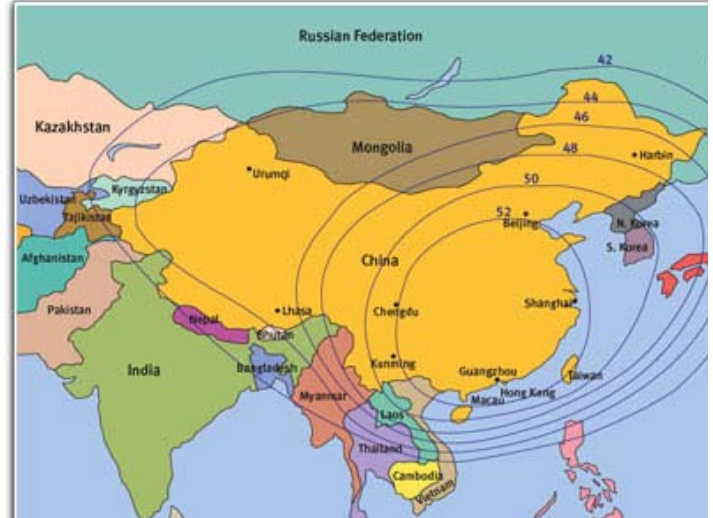 Russian Federation
42
44
Kazakhstan
46
Mongolia
48
Harbin
Urumqi
50
Kyrgyzstan
Uzbekistan
52
Beijing
Tajikistan
N. Korea
S. Korea
Afghanistan
China
Pakistan
Lhasa
Chengdu
Shanghai
Nepal
Bhutan
Kunming
India
Bangladesh
Guangzhou
Taiwan
Myanmar
Hong Kong
Macau
Laos
Thailand
Cambodia
Vietnam